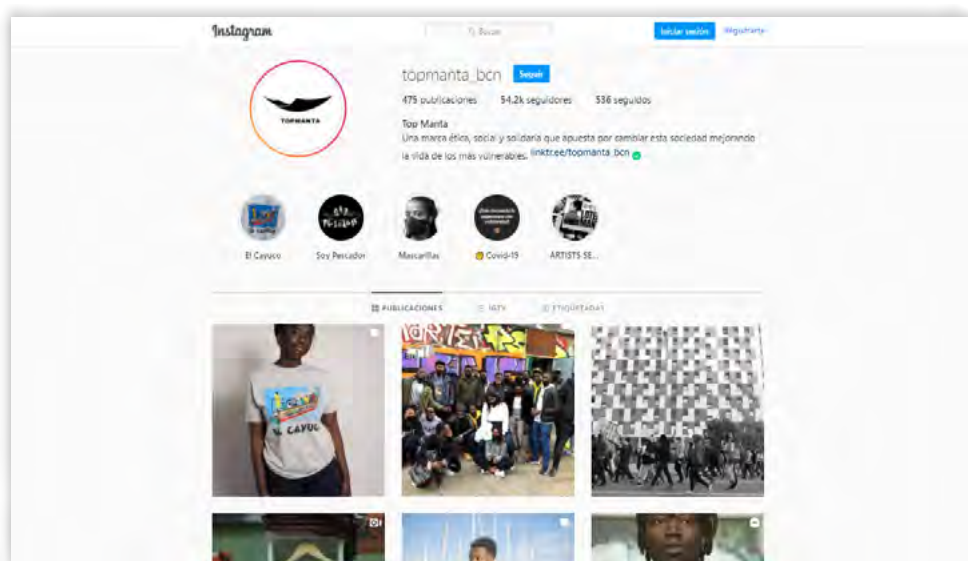 Instagram
Buscar
Iniciar sesión
Regístrate
topmanta_bcn
Seguir
475 publicaciones 54.2k seguidores 536 seguidos
Top Manta
Una marca ética, social y solidaria que apuesta por cambiar esta sociedad mejorando
la vida de los más vulnerables. linktr.ee/topmanta_bcn
TOPMANTA
El Cayuco
Soy Pescador
Mascarillas
Covid-19
ARTISTS SE...
PUBLICACIONES
IGTV
ETIQUETADAS
EL CAYUCO